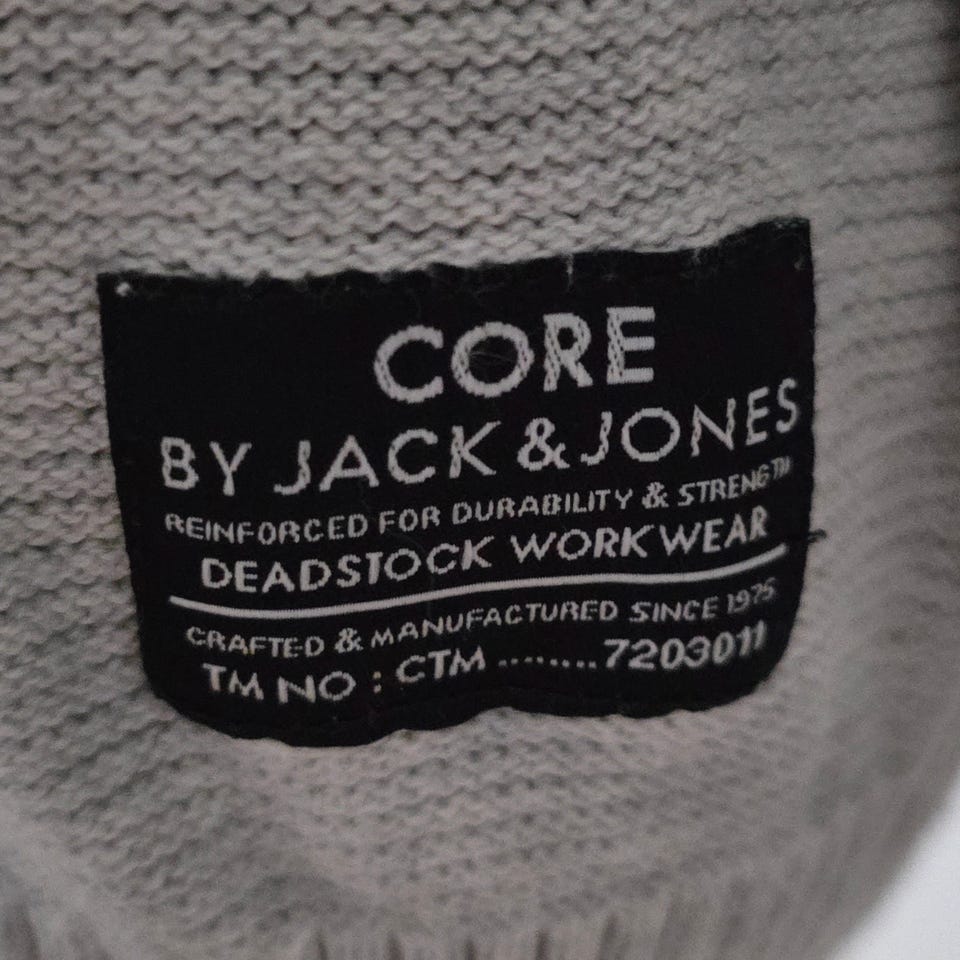 CORE
BY JACK & JONES
REINFORCED FOR DURABILITY & STRENGTH
DEADSTOCK WORKWEAR
CRAFTED & MANUFACTURED SINCE 1975
TM NO : CTM ........7203011